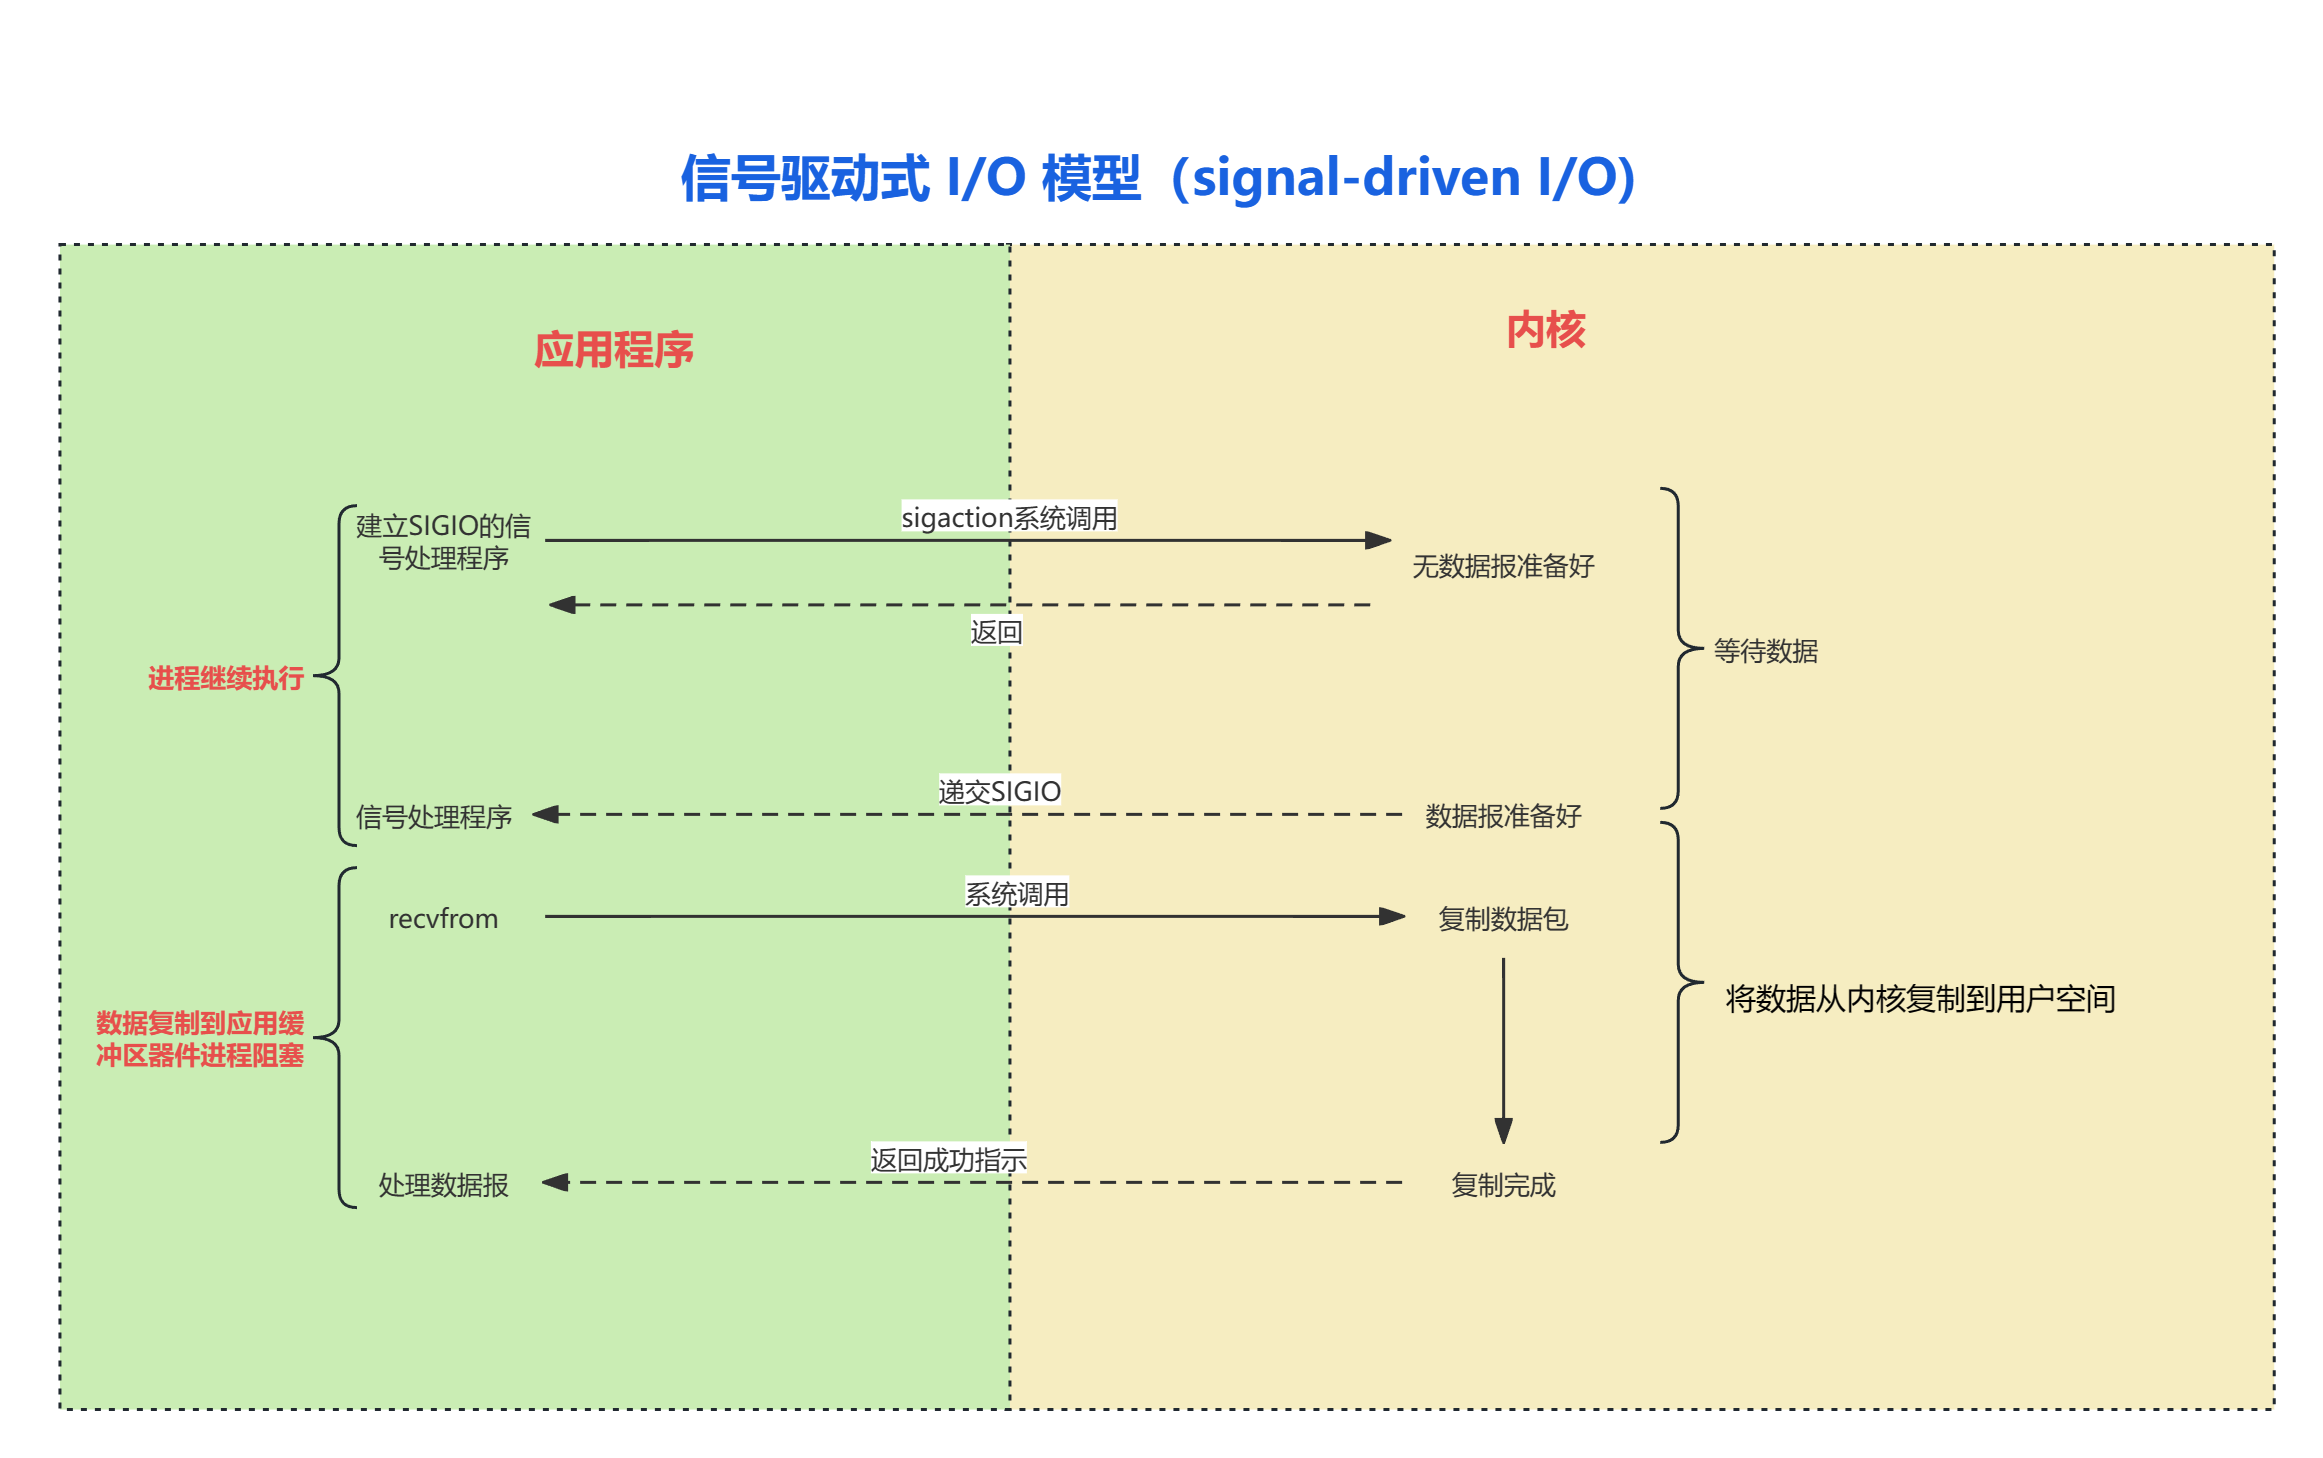 信号驱动式 I/O 模型（signal-driven I/O)
应用程序
内核
建立SIGIO的信
号处理程序
sigaction系统调用
无数据报准备好
返回
等待数据
进程继续执行
递交SIGIO
信号处理程序
数据报准备好
系统调用
recvfrom
复制数据包
将数据从内核复制到用户空间
数据复制到应用缓
冲区器件进程阻塞
返回成功指示
处理数据报
复制完成